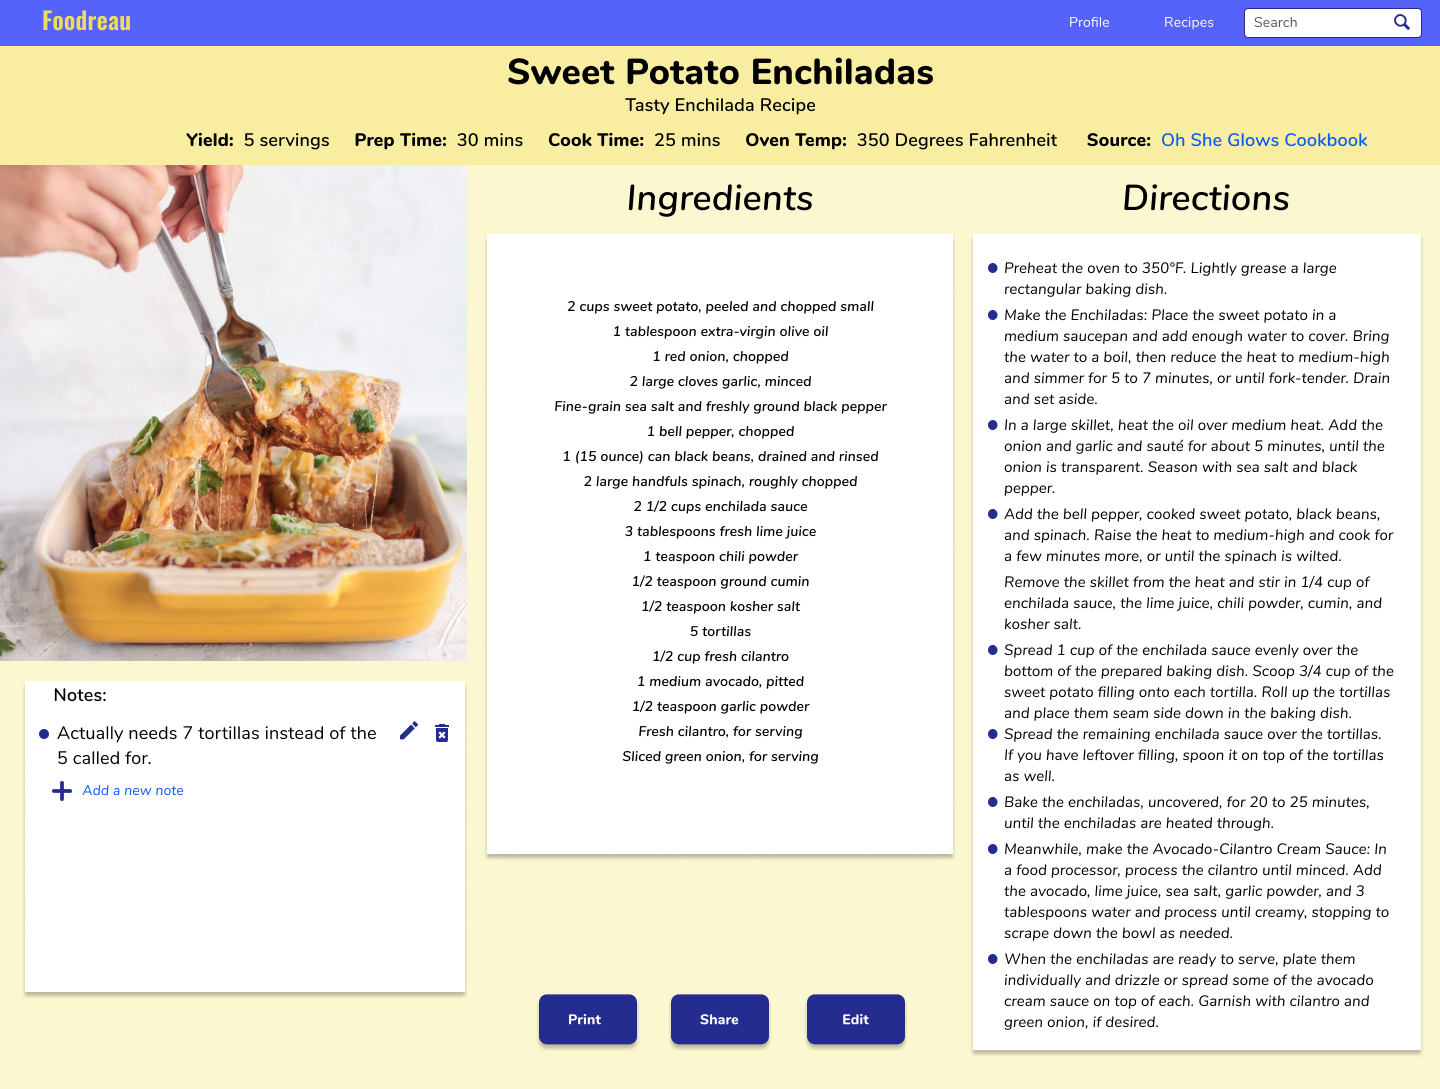 Foodreau
Profile
Recipes
Search
Sweet Potato Enchiladas
Tasty Enchilada Recipe
Yield: 5 servings Prep Time: 30 mins Cook Time: 25 mins Oven Temp: 350 Degrees Fahrenheit Source: Oh She Glows Cookbook
Notes:
Actually needs 7 tortillas instead of the
5 called for.
Add a new note
Ingredients
2 cups sweet potato, peeled and chopped small
1 tablespoon extra-virgin olive oil
1 red onion, chopped
2 large cloves garlic, minced
Fine-grain sea salt and freshly ground black pepper
1 bell pepper, chopped
1 (15 ounce) can black beans, drained and rinsed
2 large handfuls spinach, roughly chopped
2 1/2 cups enchilada sauce
3 tablespoons fresh lime juice
1 teaspoon chili powder
1/2 teaspoon ground cumin
1/2 teaspoon kosher salt
5 tortillas
1/2 cup fresh cilantro
1 medium avocado, pitted
1/2 teaspoon garlic powder
Fresh cilantro, for serving
Sliced green onion, for serving
Print
Share
Edit
Directions
Preheat the oven to 350°F. Lightly grease a large
rectangular baking dish.
Make the Enchiladas: Place the sweet potato in a
medium saucepan and add enough water to cover. Bring
the water to a boil, then reduce the heat to medium-high
and simmer for 5 to 7 minutes, or until fork-tender. Drain
and set aside.
In a large skillet, heat the oil over medium heat. Add the
onion and garlic and sauté for about 5 minutes, until the
onion is transparent. Season with sea salt and black
pepper.
Add the bell pepper, cooked sweet potato, black beans,
and spinach. Raise the heat to medium-high and cook for
a few minutes more, or until the spinach is wilted.
Remove the skillet from the heat and stir in 1/4 cup of
enchilada sauce, the lime juice, chili powder, cumin, and
kosher salt.
Spread 1 cup of the enchilada sauce evenly over the
bottom of the prepared baking dish. Scoop 3/4 cup of the
sweet potato filling onto each tortilla. Roll up the tortillas
and place them seam side down in the baking dish.
Spread the remaining enchilada sauce over the tortillas.
If you have leftover filling, spoon it on top of the tortillas
as well.
Bake the enchiladas, uncovered, for 20 to 25 minutes,
until the enchiladas are heated through.
Meanwhile, make the Avocado-Cilantro Cream Sauce: In
a food processor, process the cilantro until minced. Add
the avocado, lime juice, sea salt, garlic powder, and 3
tablespoons water and process until creamy, stopping to
scrape down the bowl as needed.
When the enchiladas are ready to serve, plate them
individually and drizzle or spread some of the avocado
cream sauce on top of each. Garnish with cilantro and
green onion, if desired.